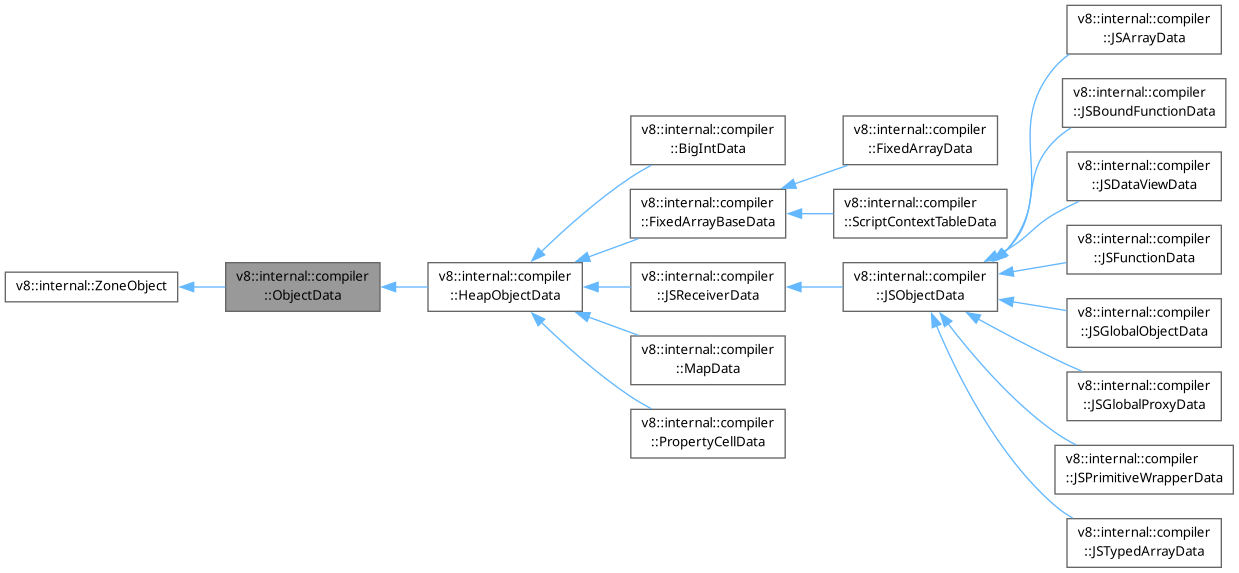 v8::internal::ZoneObject
v8::internal::compiler
::ObjectData
v8::internal::compiler
::HeapObjectData
v8::internal::compiler
::BigIntData
v8::internal::compiler
::FixedArrayBaseData
v8::internal::compiler
::JSReceiverData
v8::internal::compiler
::MapData
v8::internal::compiler
::PropertyCellData
v8::internal::compiler
::FixedArrayData
v8::internal::compiler
::ScriptContextTableData
v8::internal::compiler
::JSObjectData
v8::internal::compiler
::JSArrayData
v8::internal::compiler
::JSBoundFunctionData
v8::internal::compiler
::JSDataViewData
v8::internal::compiler
::JSFunctionData
v8::internal::compiler
::JSGlobalObjectData
v8::internal::compiler
::JSGlobalProxyData
v8::internal::compiler
::JSPrimitiveWrapperData
v8::internal::compiler
::JSTypedArrayData